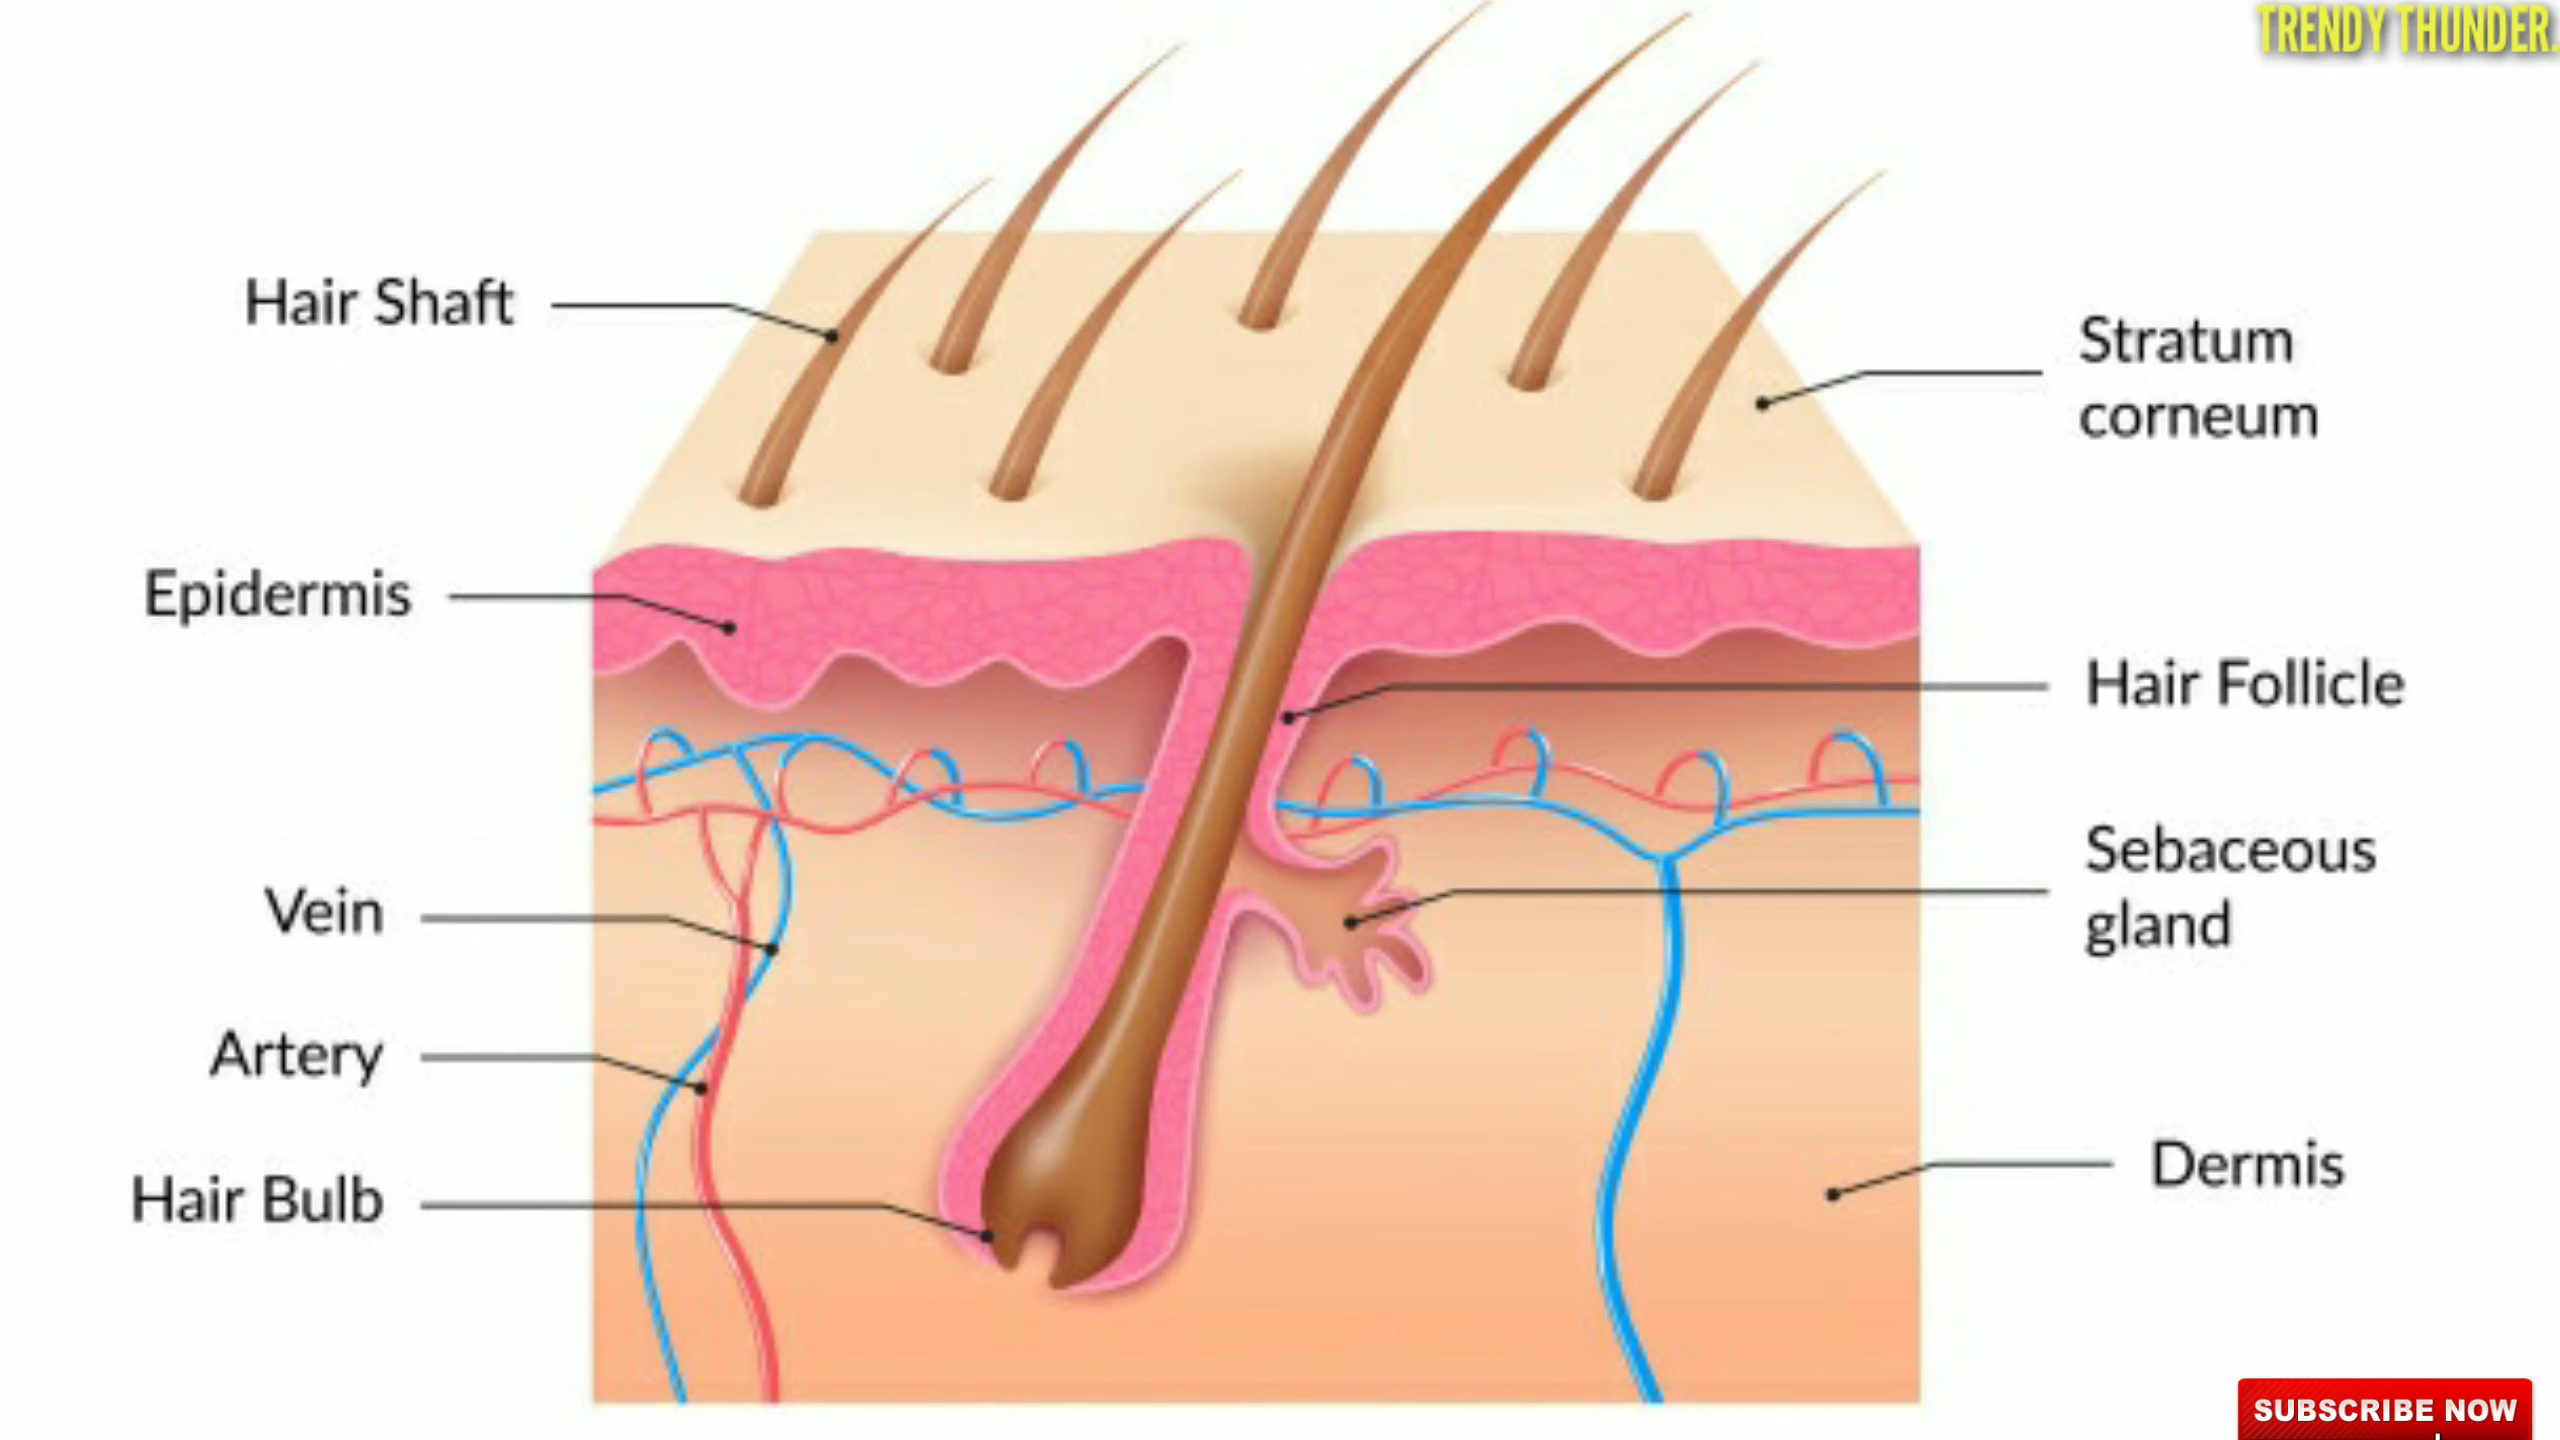 TRENDY THUNDER.
Hair Shaft
Stratum
corneum
Epidermis
Hair Follicle
Sebaceous
gland
Vein
Artery
Dermis
Hair Bulb
SUBSCRIBE NOW